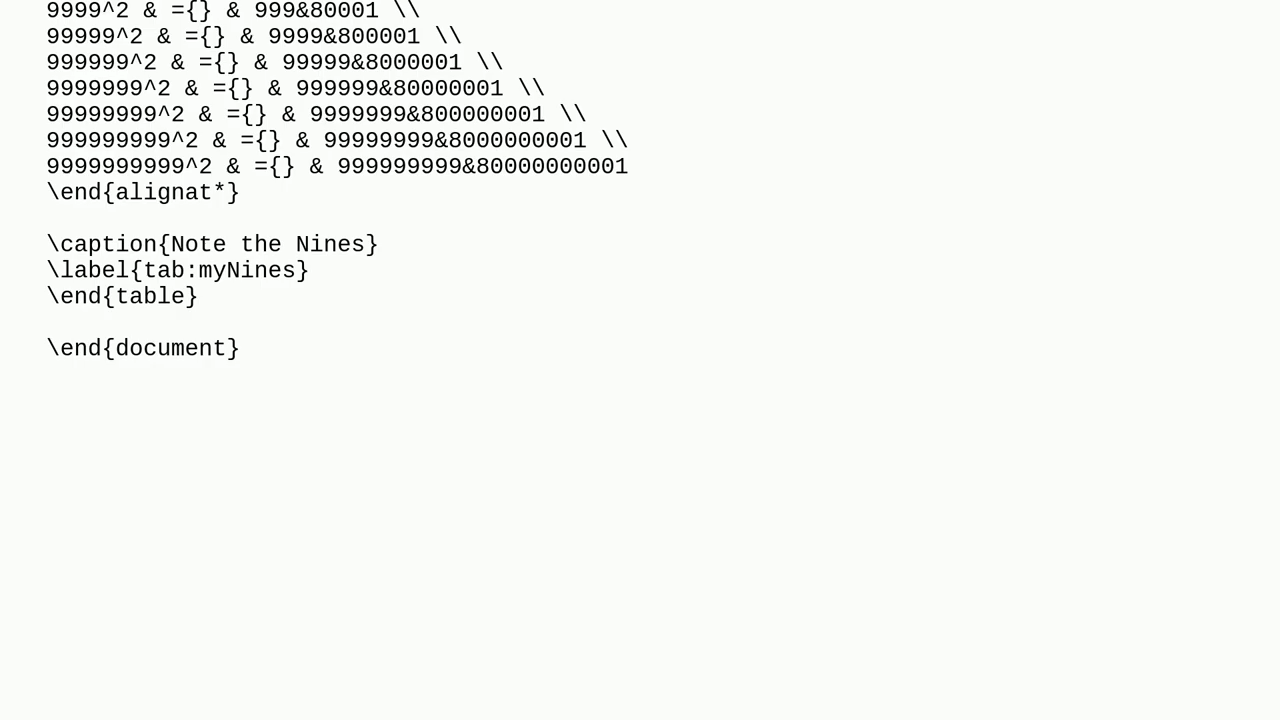 9999^2 & ={} & 999&80001 \\
99999^2 & ={} & 9999&800001 \\
999999^2 & ={} & 99999&8000001 \\
9999999^2 & ={} & 999999&80000001 \\
99999999^2 & ={} & 9999999&800000001 \\
999999999^2 & ={} & 99999999&8000000001 \\
9999999999^2 & ={} & 999999999&80000000001
\end{alignat*}
\caption{Note the Nines}
\label{tab:myNines}
\end{table}
\end{document}